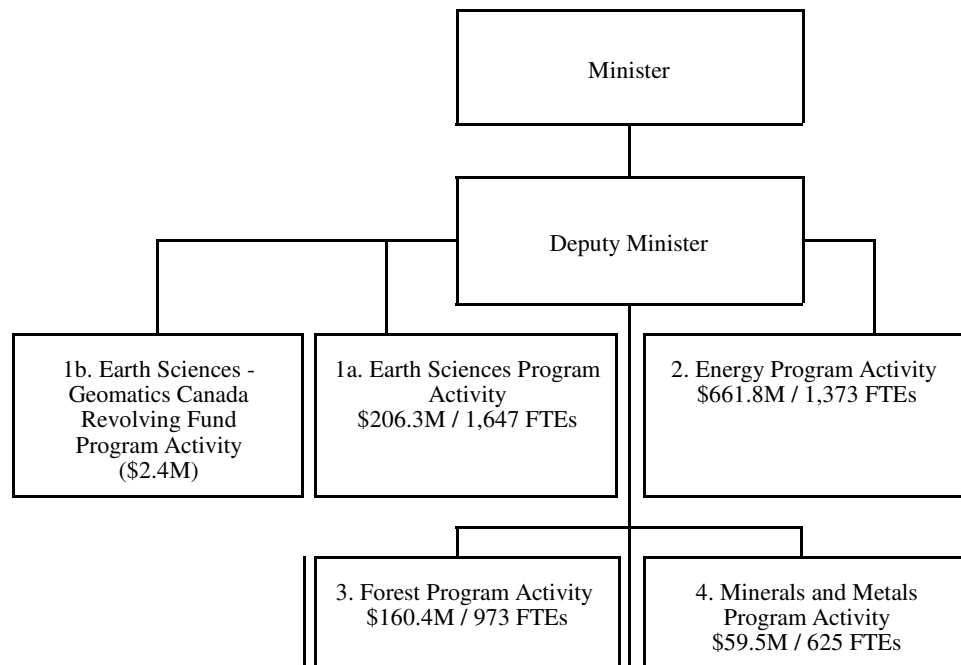 Minister
Deputy Minister
1b. Earth Sciences -
Geomatics Canada
Revolving Fund
Program Activity
($2.4M)
1a. Earth Sciences Program
Activity
$206.3M / 1,647 FTEs
2. Energy Program Activity
$661.8M / 1,373 FTEs
3. Forest Program Activity
$160.4M / 973 FTEs
4. Minerals and Metals
Program Activity
$59.5M / 625 FTEs